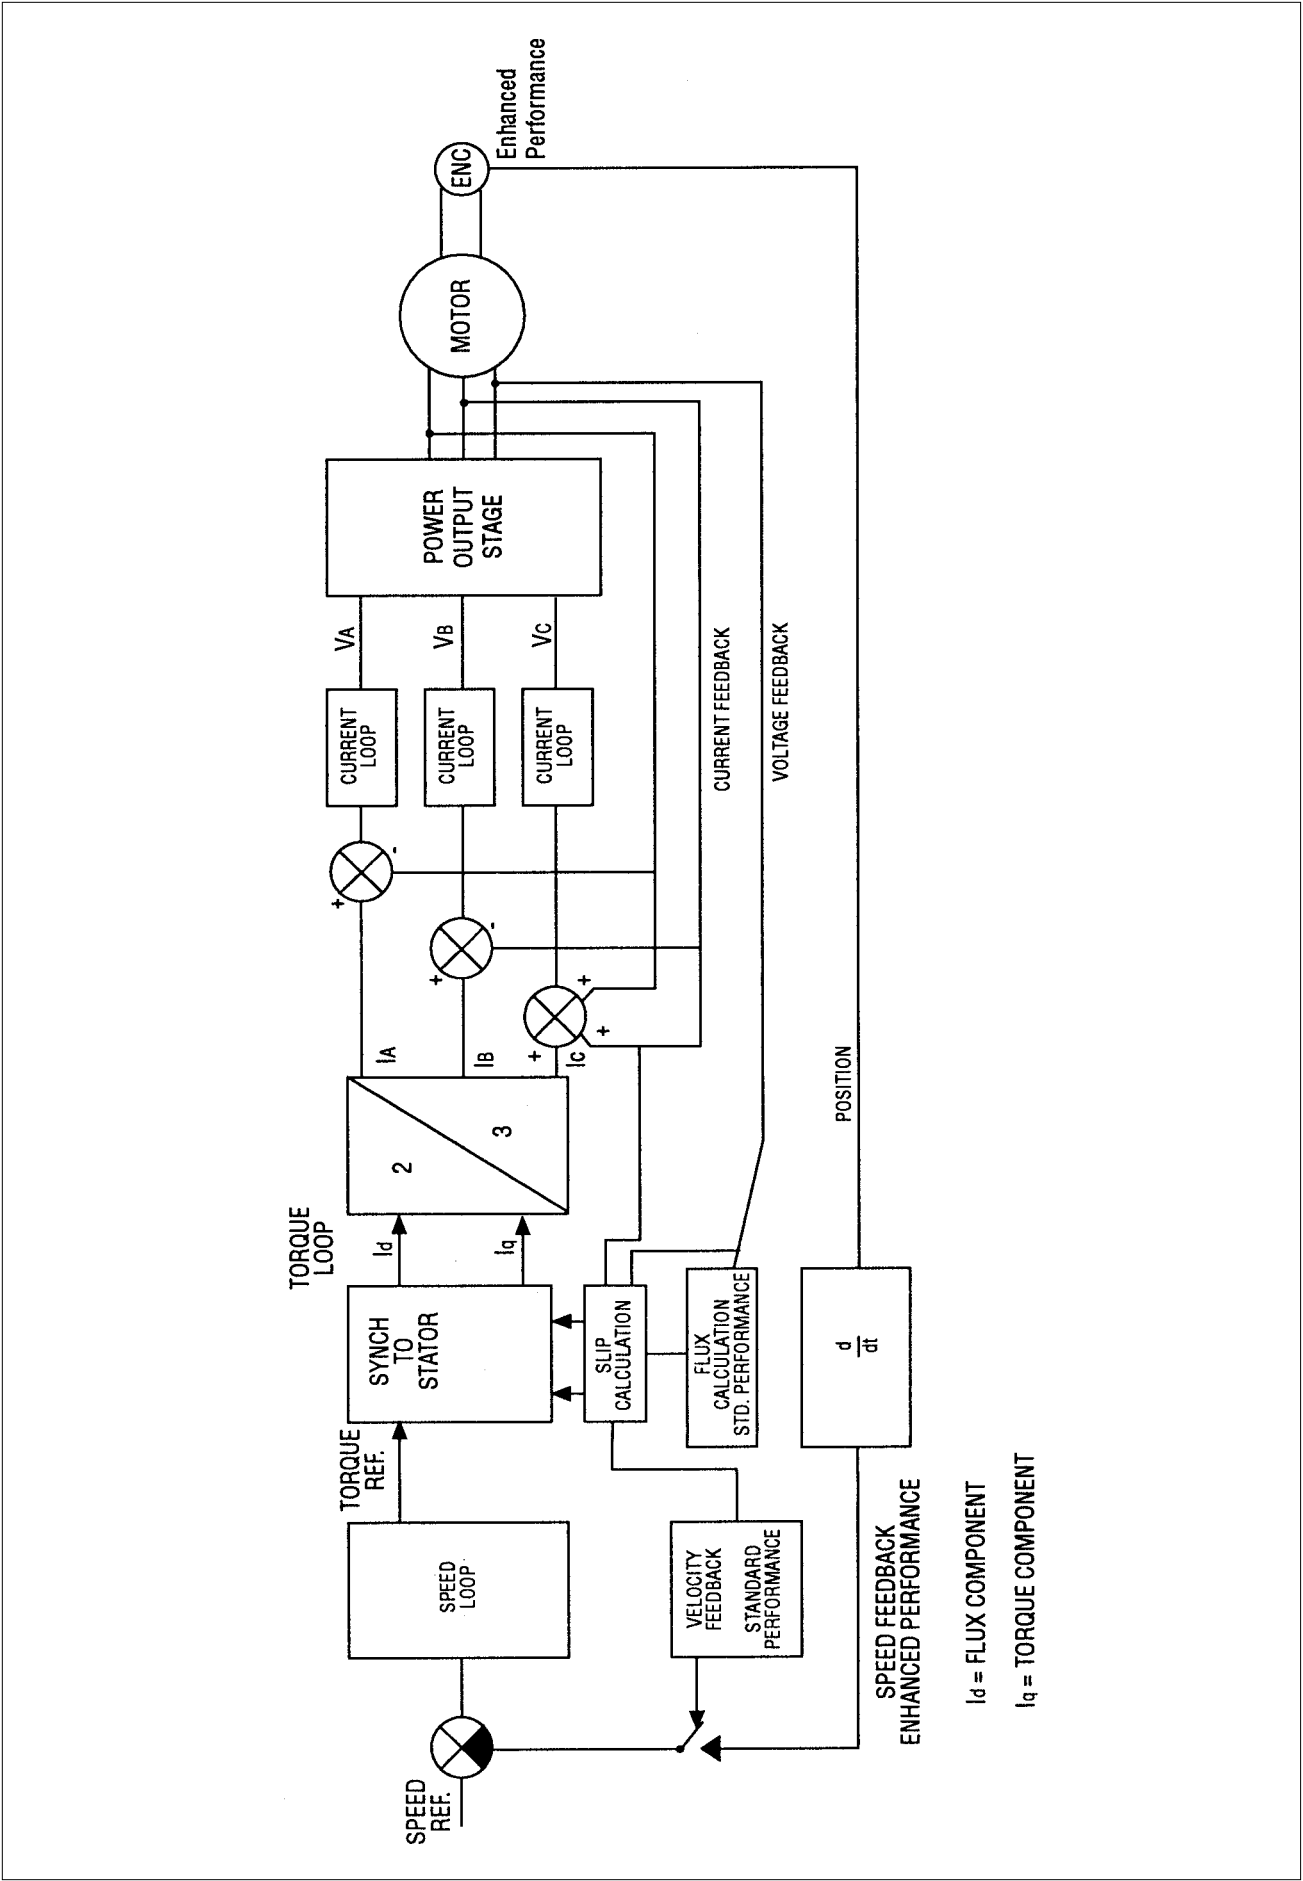 SPEED
REF.
SPEED
LOOP
TORQUE
REF.
SYNCH
TO
STATOR
TORQUE
LOOP
Id
Iq
2
3
IA
IB
IC
+
-
+
-
+
+
+
CURRENT
LOOP
CURRENT
LOOP
CURRENT
LOOP
VA
VB
VC
POWER
OUTPUT
STAGE
MOTOR
ENC
Enhanced
Performance
CURRENT FEEDBACK
VOLTAGE FEEDBACK
POSITION
SLIP
CALCULATION
FLUX
CALCULATION
STD. PERFORMANCE
VELOCITY
FEEDBACK
STANDARD
PERFORMANCE
d
dt
SPEED FEEDBACK
ENHANCED PERFORMANCE
Id = FLUX COMPONENT
Iq = TORQUE COMPONENT